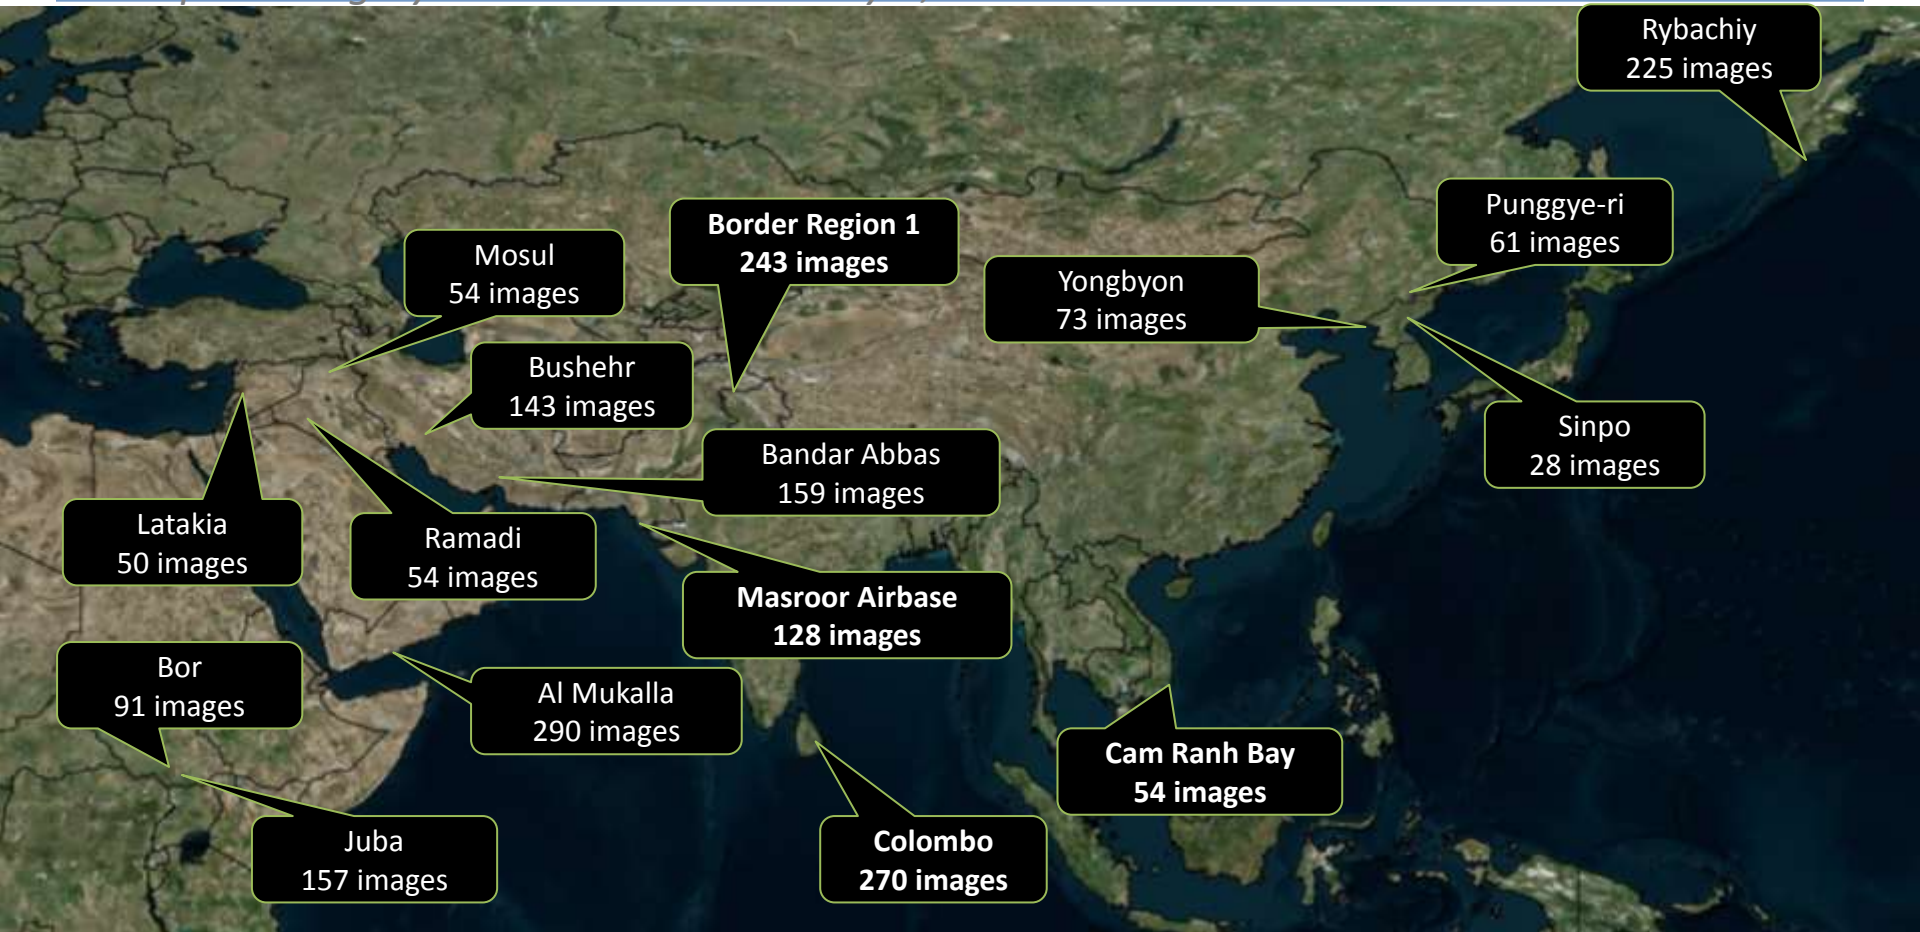 Rybachiy
225 images
Punggye-ri
61 images
Border Region 1
243 images
Mosul
54 images
Yongbyon
73 images
Bushehr
143 images
Sinpo
28 images
Bandar Abbas
159 images
Latakia
50 images
Ramadi
54 images
Masroor Airbase
128 images
Bor
91 images
Al Mukalla
290 images
Cam Ranh Bay
54 images
Juba
157 images
Colombo
270 images